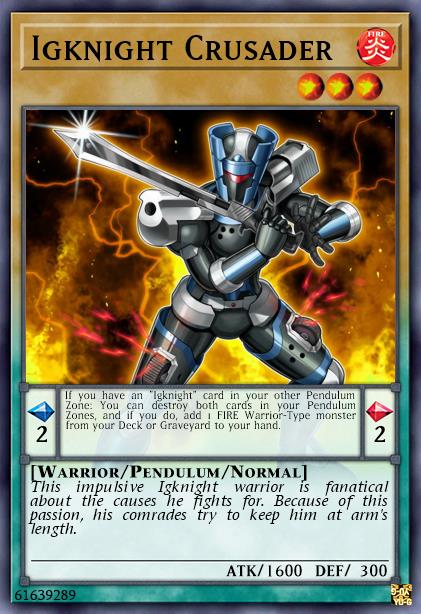 Igknight Crusader
FIRE
炎
If you have an "Igknight" card in your other Pendulum
Zone: You can destroy both cards in your Pendulum
Zones, and if you do, add 1 FIRE Warrior-Type monster
from your Deck or Graveyard to your hand.
2
2
[Warrior/Pendulum/Normal]
This impulsive Igknight warrior is fanatical
about the causes he fights for. Because of this
passion, his comrades try to keep him at arm's
length.
ATK/1600 DEF/ 300
61639289